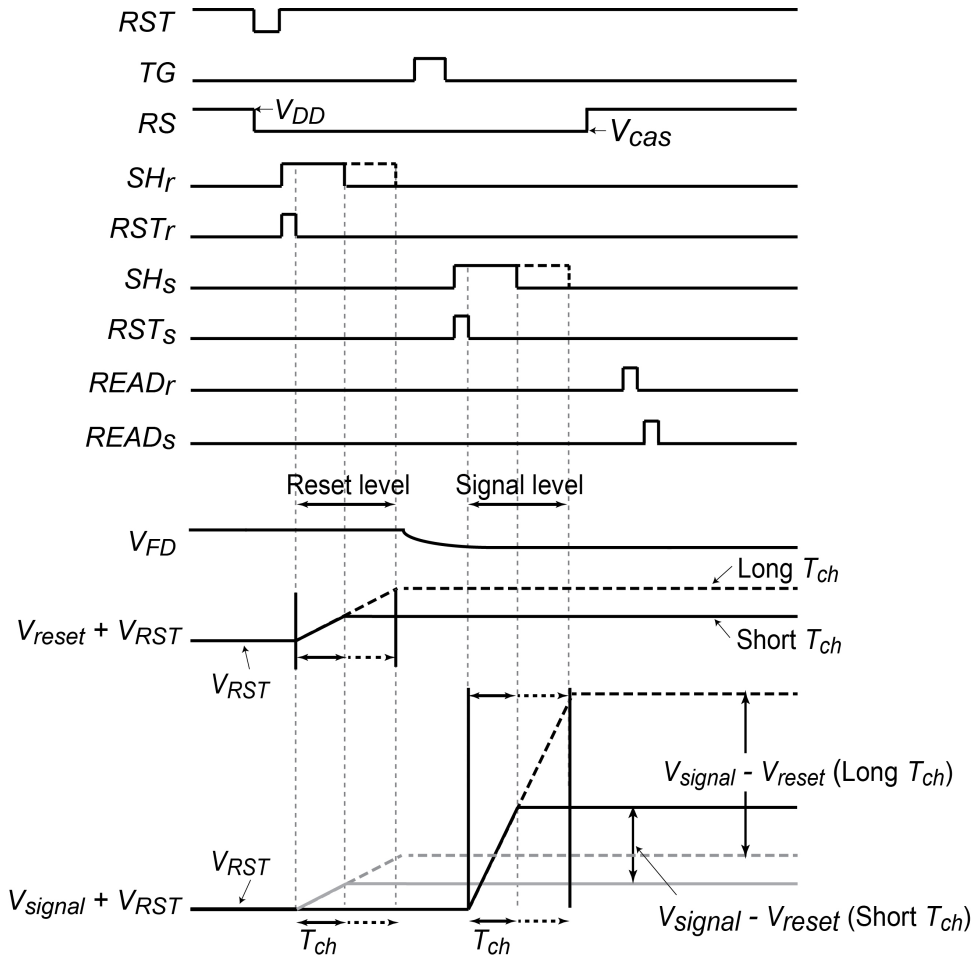 RST
TG
RS
VDD
Vcas
SHr
RSTr
SHs
RSTs
READr
READs
Reset level
Signal level
VFD
Long Tch
Vreset + VRST
Short Tch
VRST
Vsignal - Vreset (Long Tch)
VRST
Vsignal + VRST
Vsignal - Vreset (Short Tch)
Tch
Tch